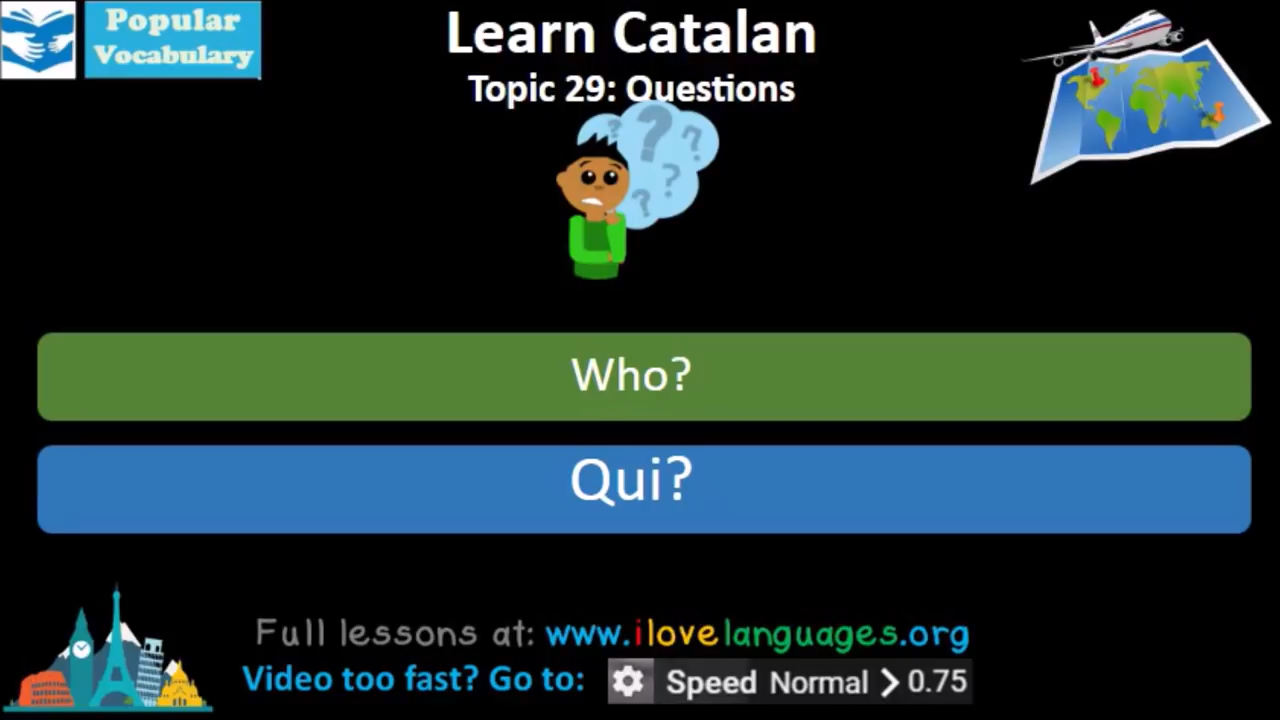 Popular
Vocabulary
Learn Catalan
Topic 29: Questions
Who?
Qui?
Full lessons at: www.ilovelanguages.org
Video too fast? Go to: Speed Normal > 0.75